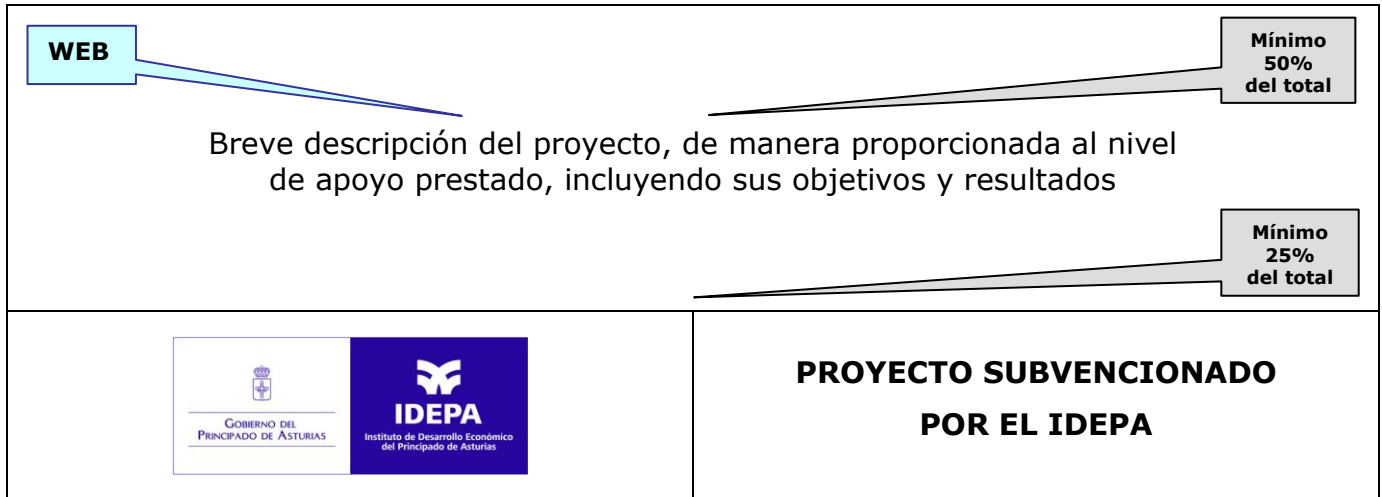 WEB
Mínimo
50%
del total
Breve descripción del proyecto, de manera proporcionada al nivel
de apoyo prestado, incluyendo sus objetivos y resultados
Mínimo
25%
del total
GOBIERNO DEL
PRINCIPADO DE ASTURIAS
IDEPA
Instituto de Desarrollo Económico
del Principado de Asturias
PROYECTO SUBVENCIONADO
POR EL IDEPA